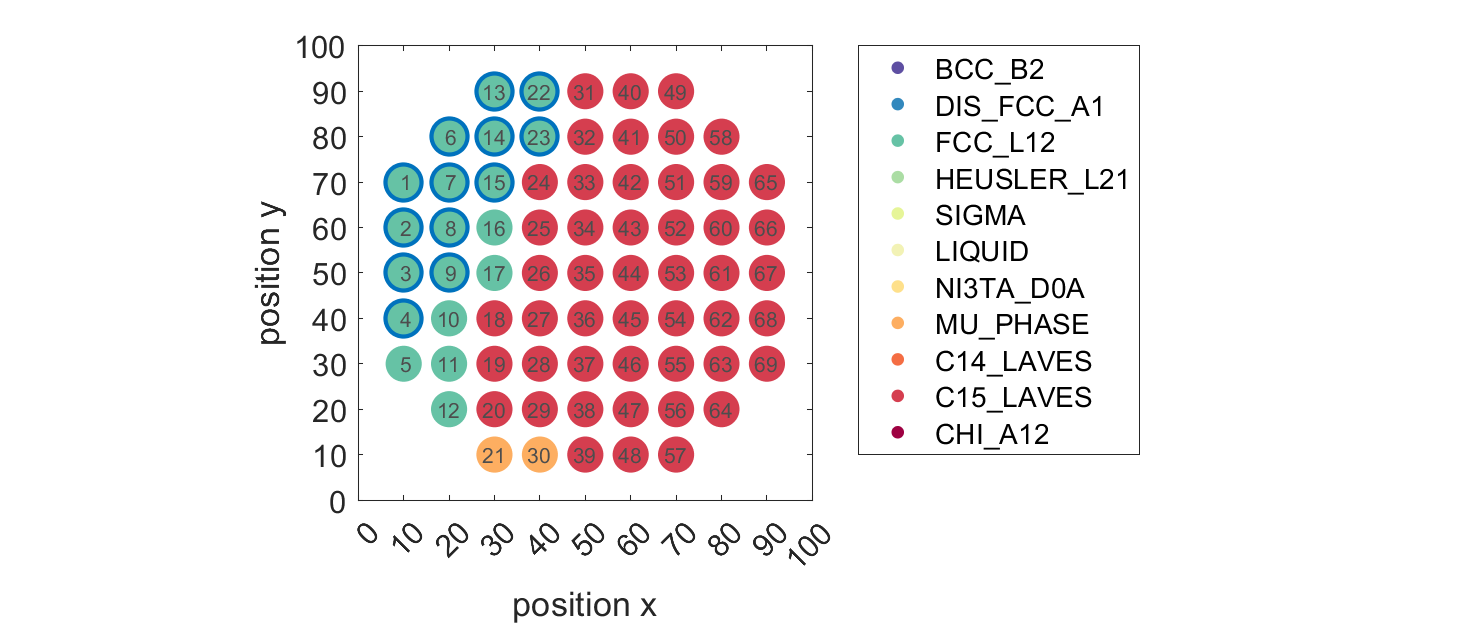 100
90
80
70
60
50
40
30
20
10
0
position y
13 22 31 40 49
6 14 23 32 41 50 58
1 7 15 24 33 42 51 59 65
2 8 16 25 34 43 52 60 66
3 9 17 26 35 44 53 61 67
4 10 18 27 36 45 54 62 68
5 11 19 28 37 46 55 63 69
12 20 29 38 47 56 64
21 30 39 48 57
0 10 20 30 40 50 60 70 80 90 100
position x
BCC_B2
DIS_FCC_A1
FCC_L12
HEUSLER_L21
SIGMA
LIQUID
NI3TA_D0A
MU_PHASE
C14_LAVES
C15_LAVES
CHI_A12